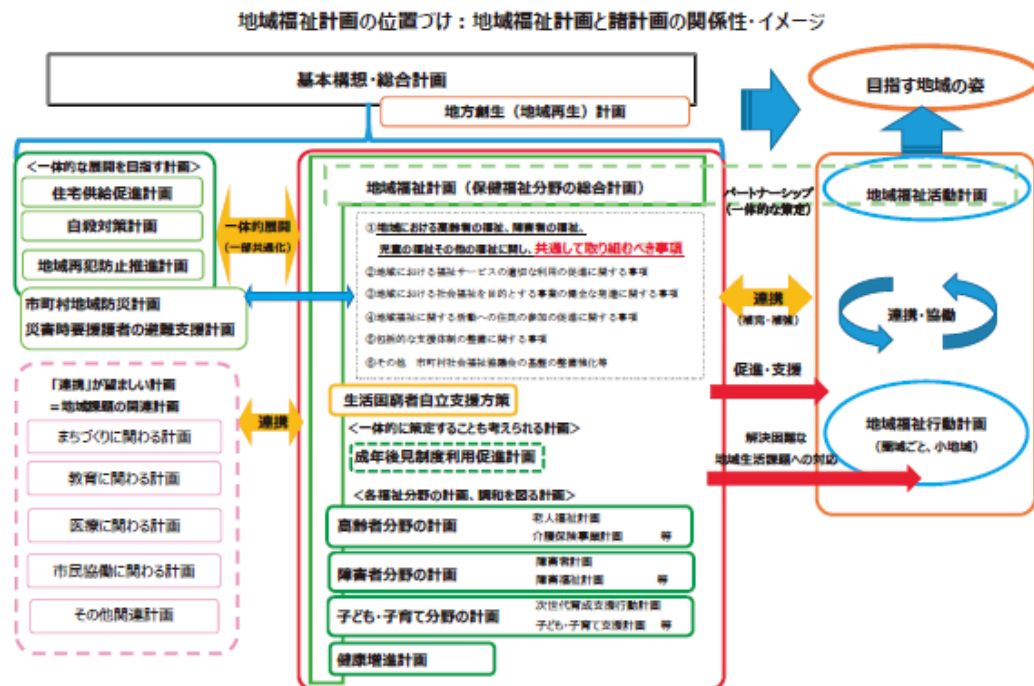 地域福祉計画の位置づけ：地域福祉計画と諸計画の関係性・イメージ
基本構想・総合計画
地方創生（地域再生）計画
目指す地域の姿
＜一体的な展開を目指す計画＞
住宅供給促進計画
自殺対策計画
地域再犯防止推進計画
市町村地域防災計画
災害時要援護者の避難支援計画
一体的展開
（一部共通化）
「連携」が望ましい計画
＝地域課題の関連計画
まちづくりに関わる計画
教育に関わる計画
医療に関わる計画
市民協働に関わる計画
その他関連計画
連携
地域福祉計画（保健福祉分野の総合計画）
①地域における高齢者の福祉、障害者の福祉、
児童の福祉その他の福祉に関し、共通して取り組むべき事項
②地域における福祉サービスの適切な利用の促進に関する事項
③地域における社会福祉を目的とする事業の健全な発達に関する事項
④地域福祉に関する活動への住民の参加の促進に関する事項
⑤包括的な支援体制の整備に関する事項
⑥その他　市町村社会福祉協議会の基盤の整備強化等
生活困窮者自立支援方策
＜一体的に策定することも考えられる計画＞
成年後見制度利用促進計画
＜各福祉分野の計画、調和を図る計画＞
高齢者分野の計画
老人福祉計画
介護保険事業計画　等
障害者分野の計画
障害者計画
障害福祉計画　等
子ども・子育て分野の計画
次世代育成支援行動計画
子ども・子育て支援計画　等
健康増進計画
パートナーシップ
（一体的な策定）
連携
（補完・補強）
促進・支援
解決困難な
地域生活課題への対応
地域福祉活動計画
連携・協働
地域福祉行動計画
（圏域ごと、小地域）